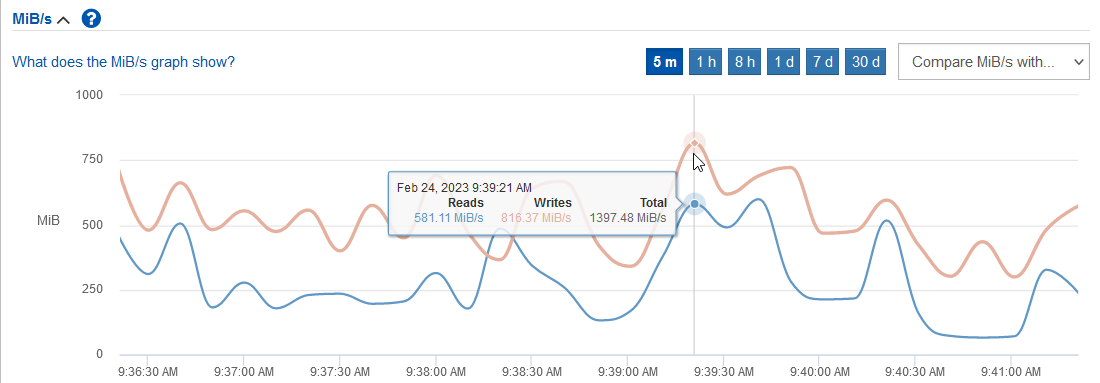 MiB/s ?
What does the MiB/s graph show? 5 m 1 h 8 h 1 d 7 d 30 d Compare MiB/s with...
1000
750
Feb 24, 2023 9:39:21 AM
Reads Writes Total
581.11 MiB/s 816.37 MiB/s 1397.48 MiB/s
MiB
500
250
0
9:36:30 AM 9:37:00 AM 9:37:30 AM 9:38:00 AM 9:38:30 AM 9:39:00 AM 9:40:00 AM 9:40:30 AM 9:41:00 AM